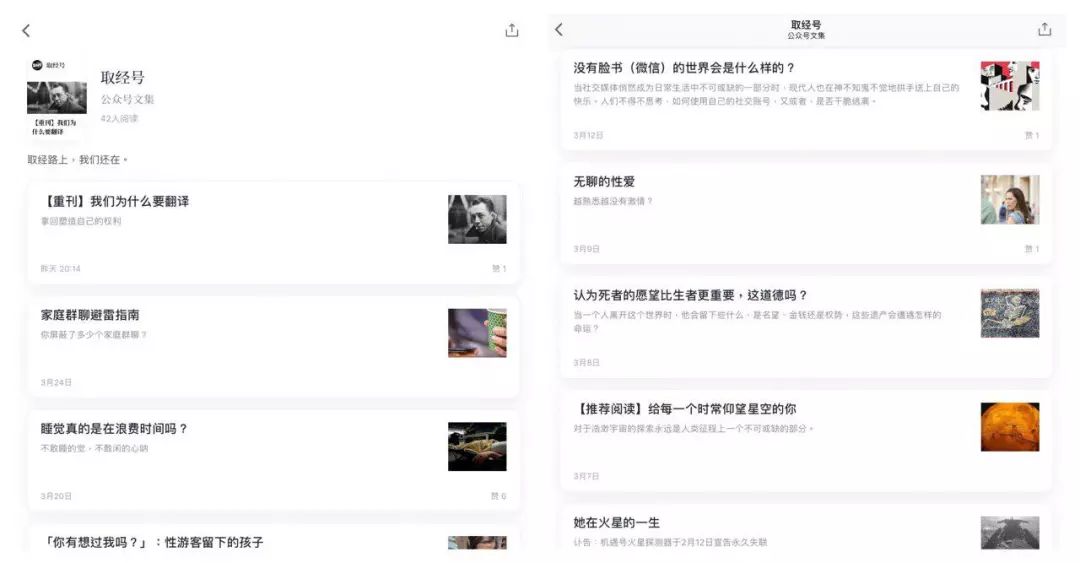 取经号
【重刊】我们为
什么要翻译
取经号
公众号文集
42人阅读
取经路上，我们还在。
【重刊】我们为什么要翻译
拿回塑造自己的权利
昨天 20:14
赞 1
家庭群聊避雷指南
你屏蔽了多少个家庭群聊？
3月24日
睡觉真的是在浪费时间吗？
不敢睡的觉，不敢闲的心呐
3月20日
赞 6
「你有想过我吗？」：性游客留下的孩子
取经号
公众号文集
没有脸书（微信）的世界会是什么样的？
当社交媒体悄然成为日常生活中不可或缺的一部分时，现代人也在神不知鬼不觉地拱手送上自己的
快乐。人们不得不思考，如何使用自己的社交账号，又或者，是否干脆逃离。
3月12日
赞 1
无聊的性爱
越熟悉越没有激情？
3月9日
赞 1
认为死者的愿望比生者更重要，这道德吗？
当一个人离开这个世界时，他会留下些什么，是名望、金钱还是权势，这些遗产会遭遇怎样的
命运？
3月8日
【推荐阅读】给每一个时常仰望星空的你
对于浩渺宇宙的探索永远是人类征程上一个不可或缺的部分。
3月7日
她在火星的一生
讣告：机遇号火星探测器于2月12日宣告永久失联